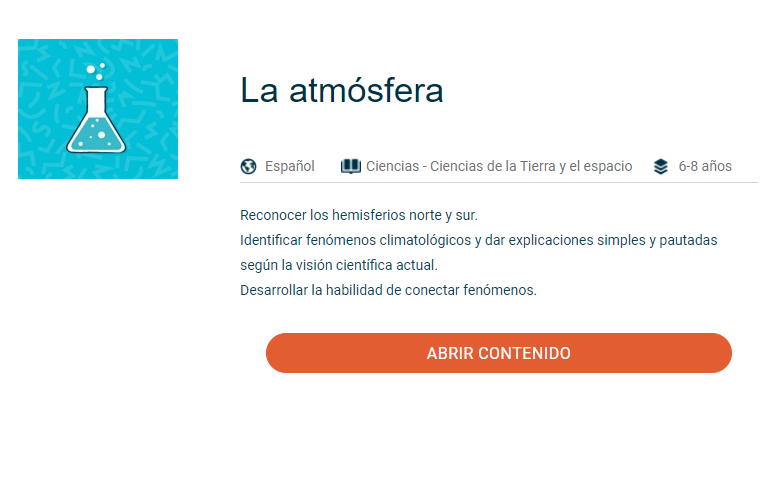 La atmósfera
Español Ciencias - Ciencias de la Tierra y el espacio 6-8 años
Reconocer los hemisferios norte y sur.
Identificar fenómenos climatológicos y dar explicaciones simples y pautadas
según la visión científica actual.
Desarrollar la habilidad de conectar fenómenos.
ABRIR CONTENIDO